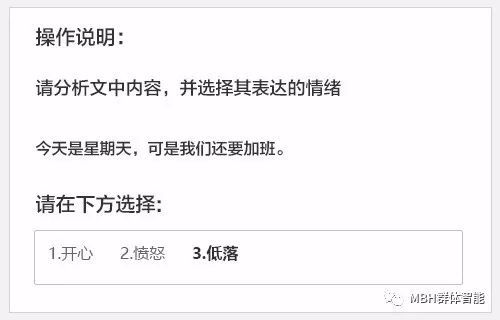 操作说明：
请分析文中内容，并选择其表达的情绪
今天是星期天，可是我们还要加班。
请在下方选择：
1.开心 2.愤怒 3.低落
MBH群体智能